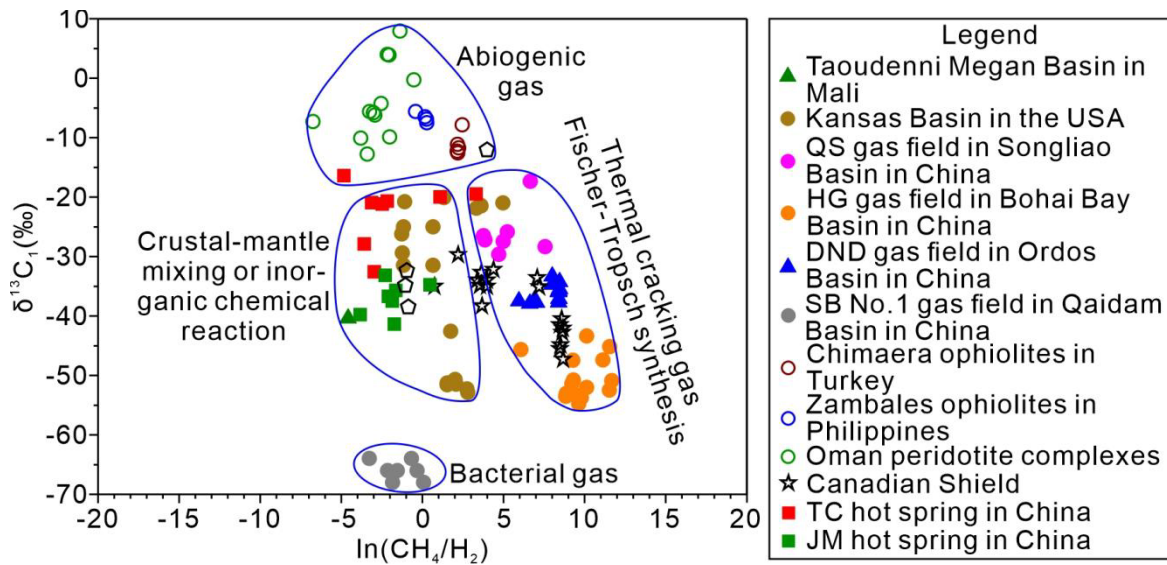 10
0
-10
-20
-30
-40
-50
-60
-70
δ¹³C₁(‰)
-20
-15
-10
-5
0
5
10
15
20
ln(CH₄/H₂)
Abiogenic
gas
Thermal cracking gas
Fischer-Tropsch synthesis
Crustal-mantle
mixing or inor-
ganic chemical
reaction
Bacterial gas
Legend
Taoudenni Megan Basin in
Mali
Kansas Basin in the USA
QS gas field in Songliao
Basin in China
HG gas field in Bohai Bay
Basin in China
DND gas field in Ordos
Basin in China
SB No.1 gas field in Qaidam
Basin in China
Chimaera ophiolites in
Turkey
Zambales ophiolites in
Philippines
Oman peridotite complexes
Canadian Shield
TC hot spring in China
JM hot spring in China